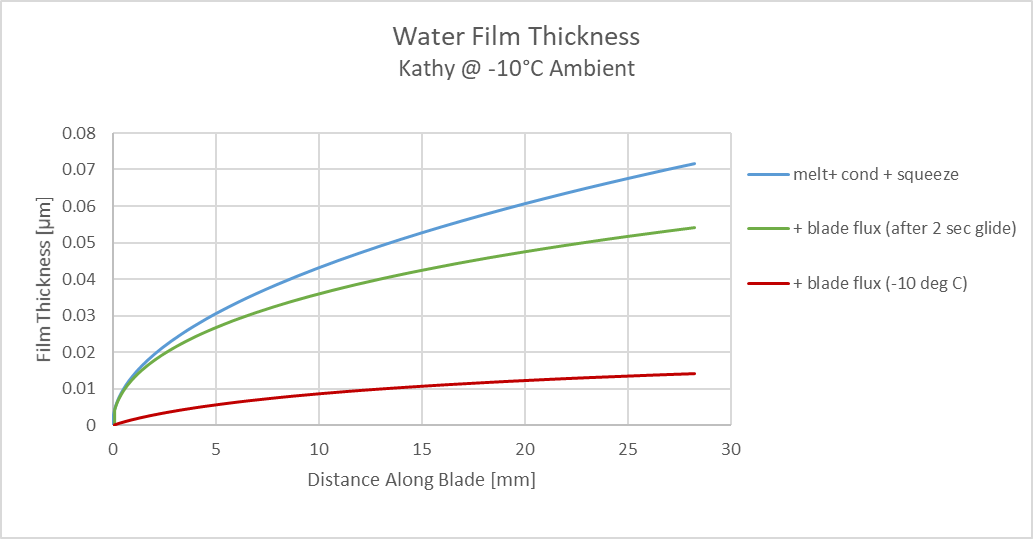 Water Film Thickness
Kathy @ -10°C Ambient
Film Thickness [μm]
0.08
0.07
0.06
0.05
0.04
0.03
0.02
0.01
0
0 5 10 15 20 25 30
Distance Along Blade [mm]
melt+ cond + squeeze
+ blade flux (after 2 sec glide)
+ blade flux (-10 deg C)